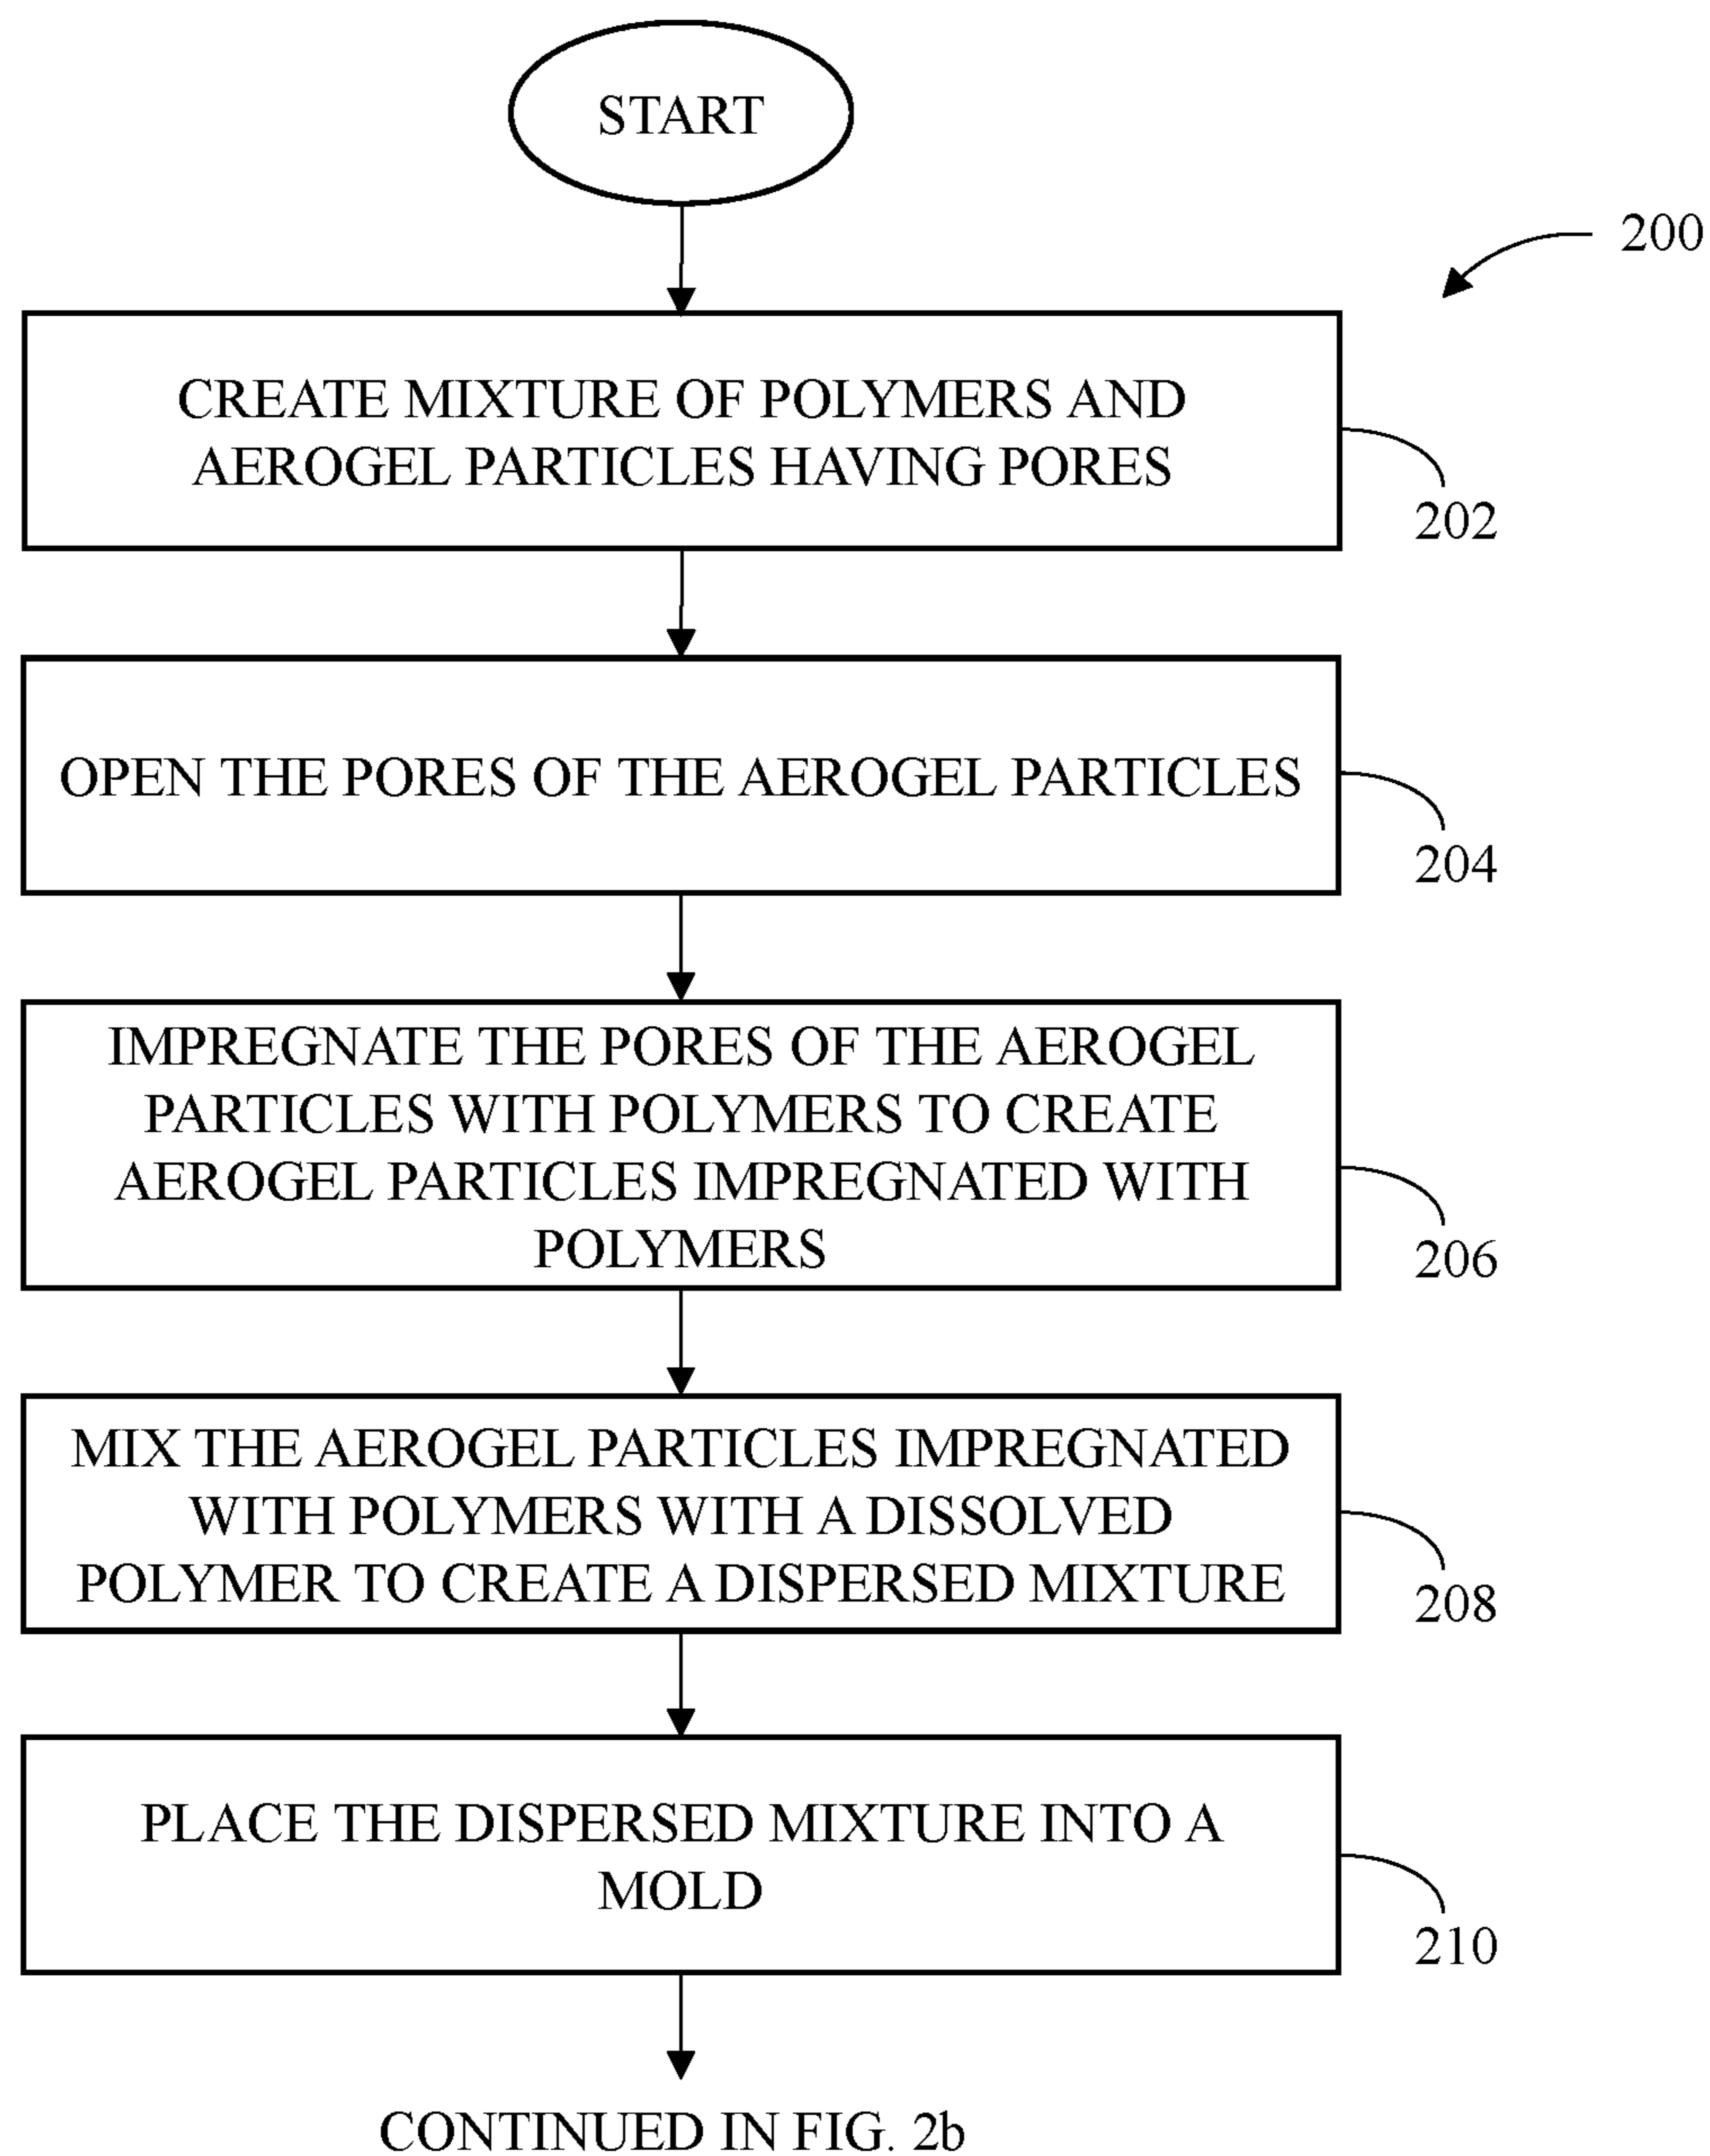 START
200
CREATE MIXTURE OF POLYMERS AND
AEROGEL PARTICLES HAVING PORES
202
OPEN THE PORES OF THE AEROGEL PARTICLES
204
IMPREGNATE THE PORES OF THE AEROGEL
PARTICLES WITH POLYMERS TO CREATE
AEROGEL PARTICLES IMPREGNATED WITH
POLYMERS
206
MIX THE AEROGEL PARTICLES IMPREGNATED
WITH POLYMERS WITH A DISSOLVED
POLYMER TO CREATE A DISPERSED MIXTURE
208
PLACE THE DISPERSED MIXTURE INTO A
MOLD
210
CONTINUED IN FIG. 2b